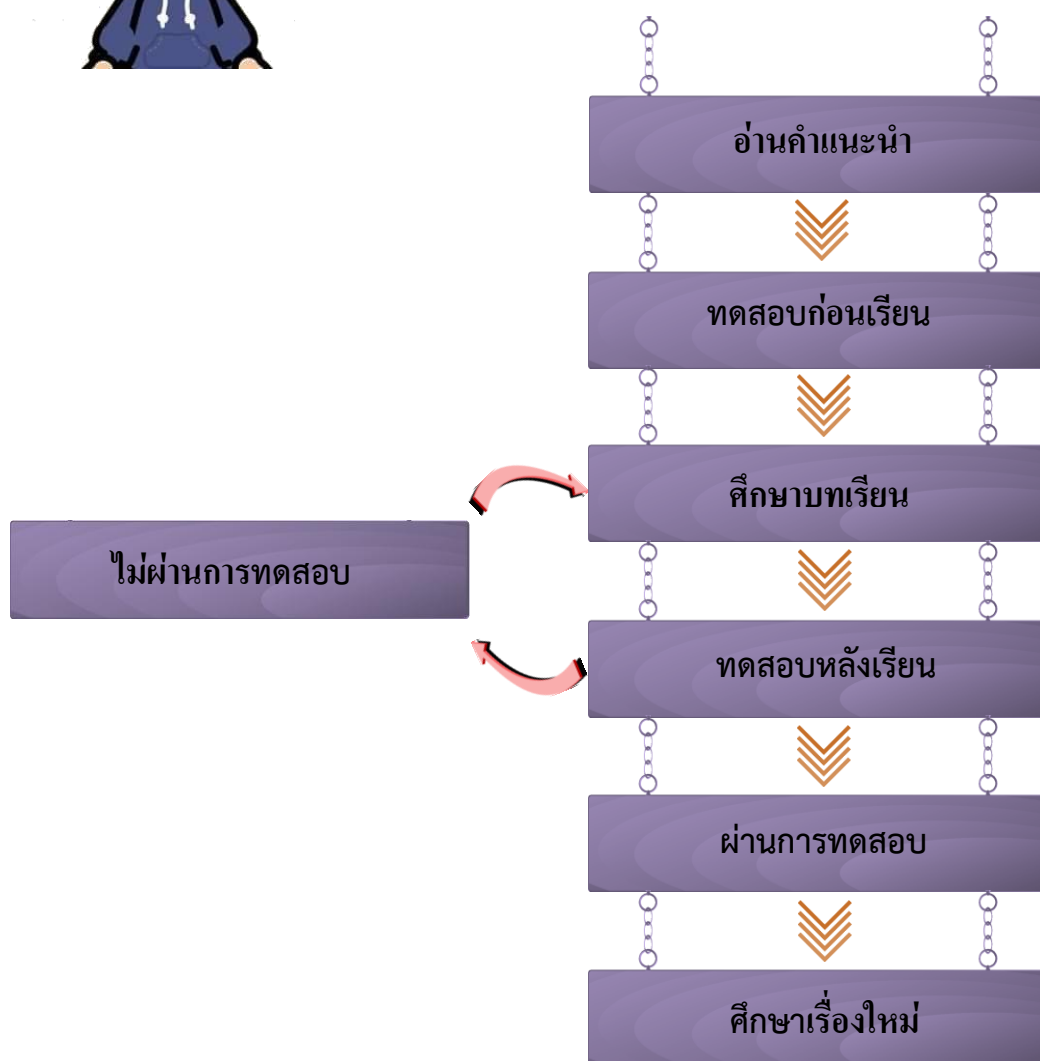 อ่านคำแนะนำ
ทดสอบก่อนเรียน
ศึกษาบทเรียน
ไม่ผ่านการทดสอบ
ทดสอบหลังเรียน
ผ่านการทดสอบ
ศึกษาเรื่องใหม่